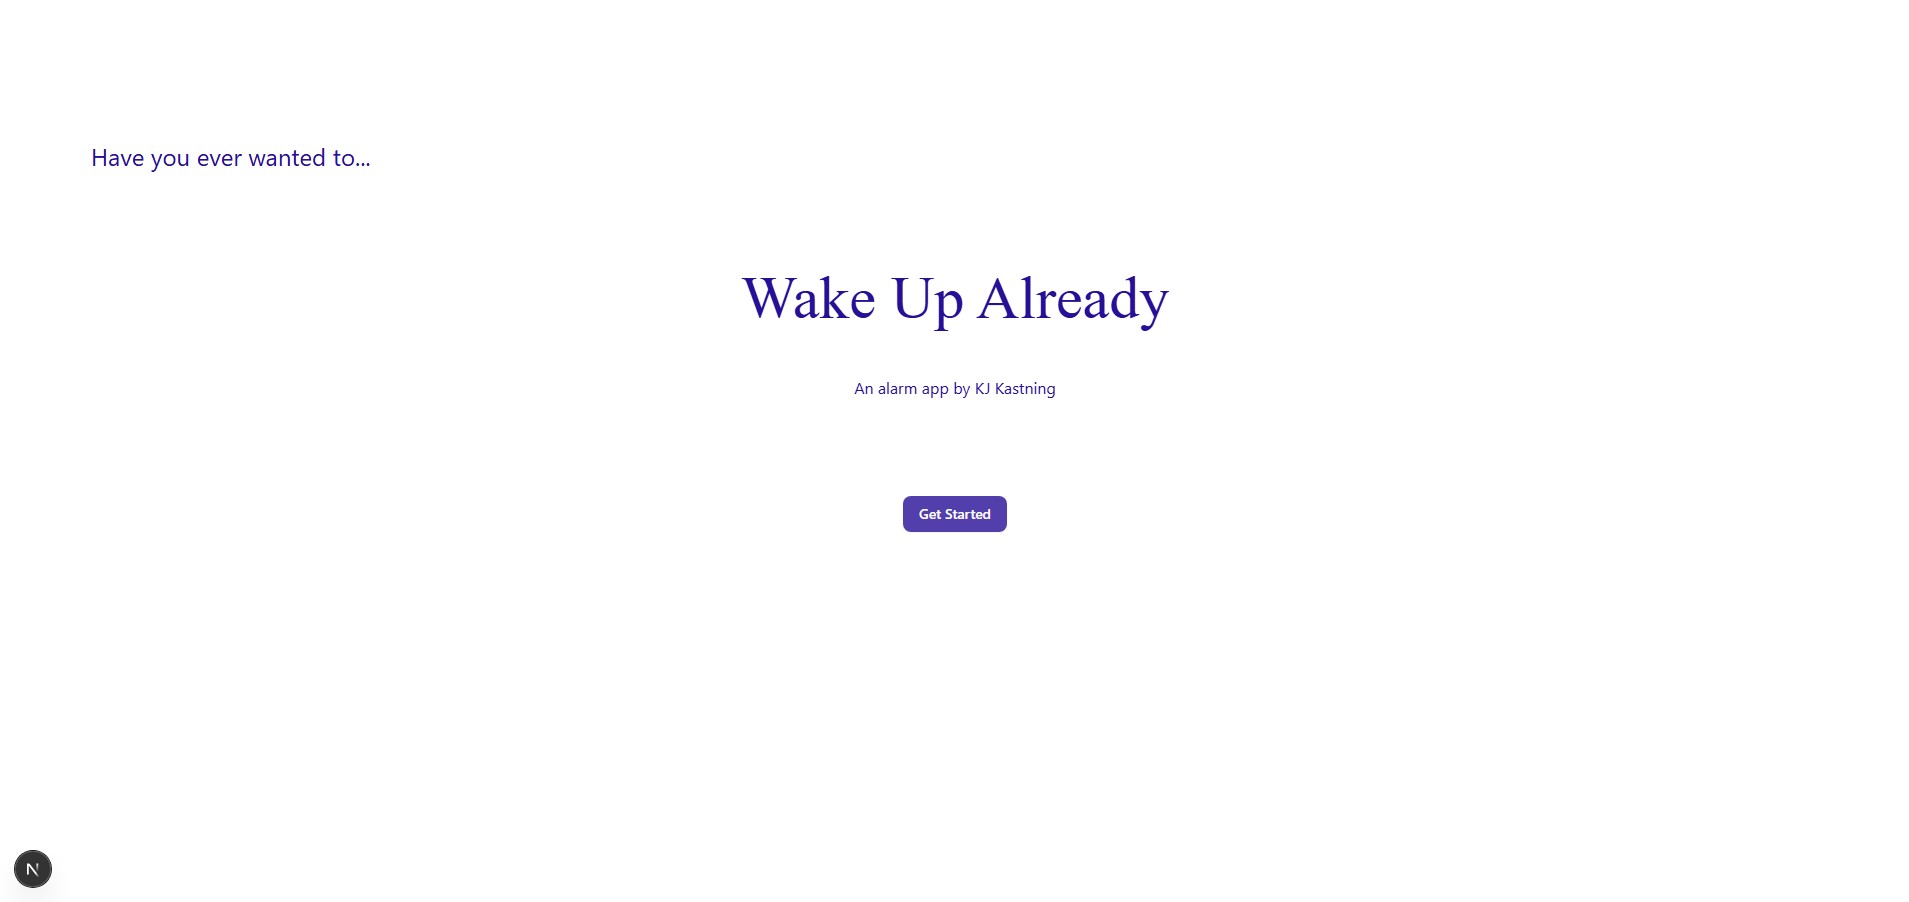 Have you ever wanted to...
Wake Up Already
An alarm app by KJ Kastning
Get Started
N